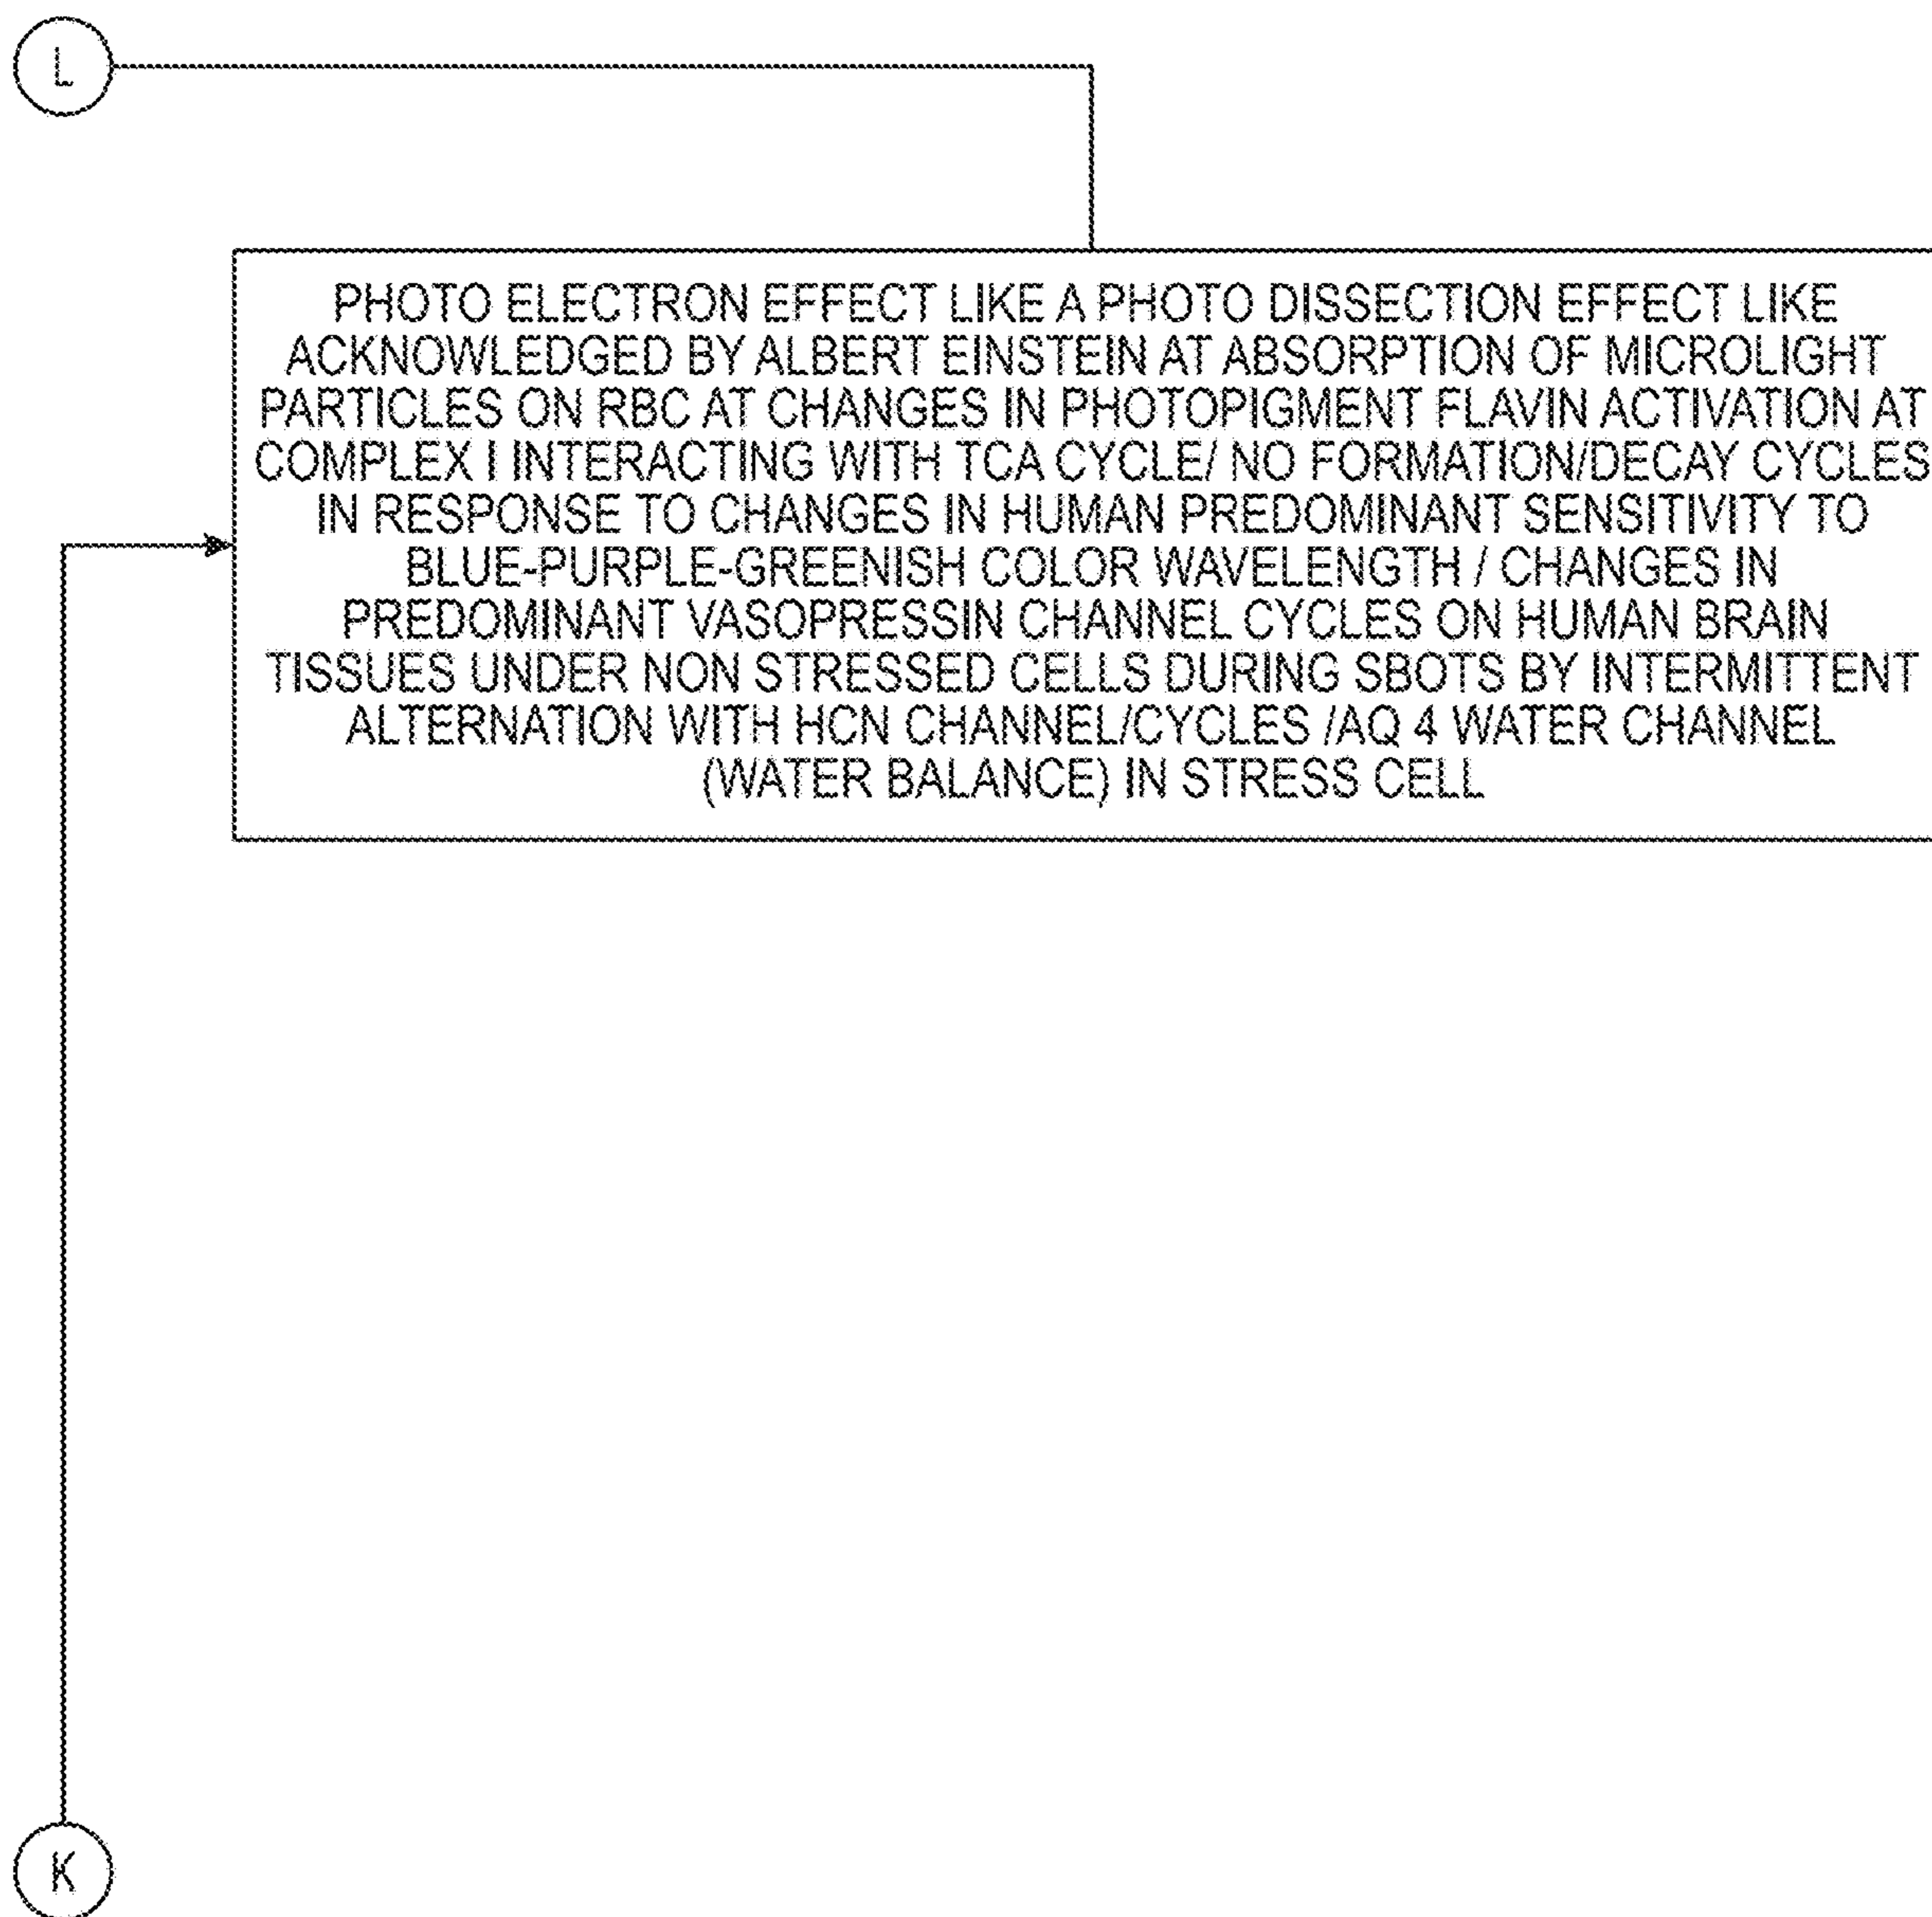 L
PHOTO ELECTRON EFFECT LIKE A PHOTO DISSECTION EFFECT LIKE
ACKNOWLEDGED BY ALBERT EINSTEIN AT ABSORPTION OF MICROLIGHT
PARTICLES ON RBC AT CHANGES IN PHOTOPIGMENT FLAVIN ACTIVATION AT
COMPLEX I INTERACTING WITH TCA CYCLE/ NO FORMATION/DECAY CYCLES
IN RESPONSE TO CHANGES IN HUMAN PREDOMINANT SENSITIVITY TO
BLUE-PURPLE-GREENISH COLOR WAVELENGTH / CHANGES IN
PREDOMINANT VASOPRESSIN CHANNEL CYCLES ON HUMAN BRAIN
TISSUES UNDER NON STRESSED CELLS DURING SBOTS BY INTERMITTENT
ALTERNATION WITH HCN CHANNEL/CYCLES /AQ 4 WATER CHANNEL
(WATER BALANCE) IN STRESS CELL
K